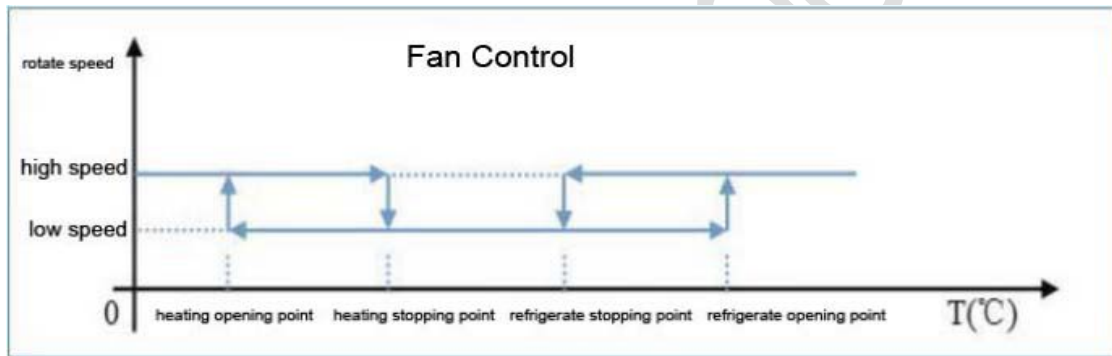 Fan Control
rotate speed
high speed
low speed
0
heating opening point
heating stopping point
refrigerate stopping point
refrigerate opening point
T(℃)